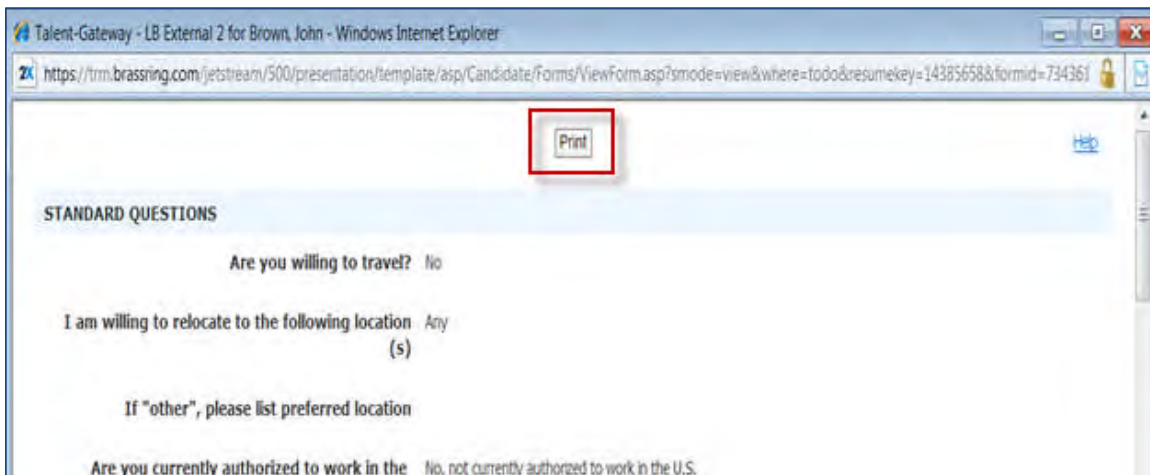 Talent-Gateway - LB External 2 for Brown, John - Windows Internet Explorer
https://trm.brassring.com/jetstream/500/presentation/template/asp/Candidate/Forms/ViewForm.asp?smode=view&where=todo&resumekey=14385658&formid=734361
Print
Help
STANDARD QUESTIONS
Are you willing to travel? No
I am willing to relocate to the following location Any
(s)
If "other", please list preferred location
Are you currently authorized to work in the No, not currently authorized to work in the U.S.